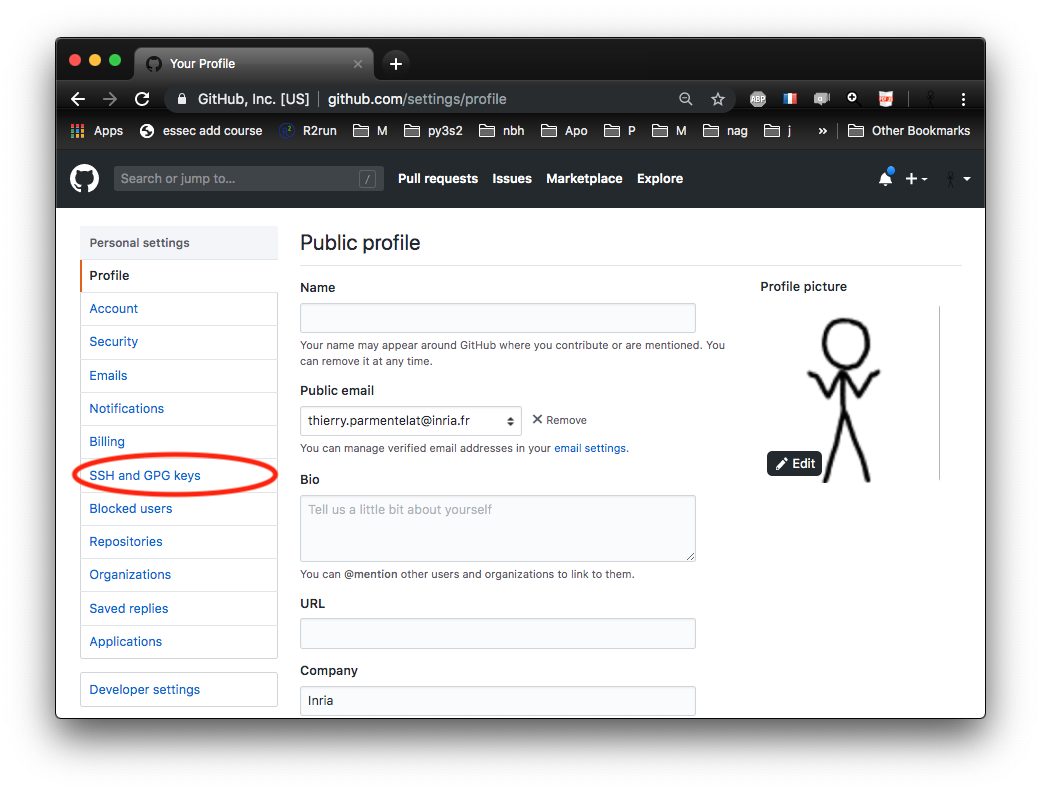 Your Profile
GitHub, Inc. [US] github.com/settings/profile
ABP
Apps essec add course R2run M py3s2 nbh Apo P M nag j » Other Bookmarks
Search or jump to... / Pull requests Issues Marketplace Explore
Personal settings
Profile
Account
Security
Emails
Notifications
Billing
SSH and GPG keys
Blocked users
Repositories
Organizations
Saved replies
Applications
Developer settings
Public profile
Name
Your name may appear around GitHub where you contribute or are mentioned. You
can remove it at any time.
Public email
thierry.parmentelat@inria.fr Remove
You can manage verified email addresses in your email settings.
Bio
Tell us a little bit about yourself
You can @mention other users and organizations to link to them.
URL
Company
Inria
Profile picture
Edit